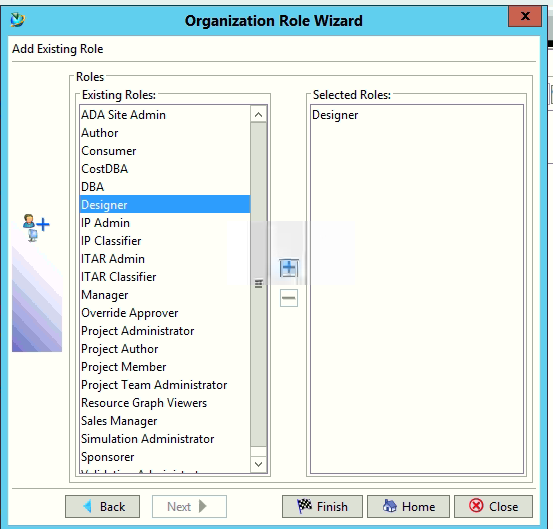 Organization Role Wizard
x
Add Existing Role
Roles
Existing Roles:
ADA Site Admin
Author
Consumer
CostDBA
DBA
Designer
IP Admin
IP Classifier
ITAR Admin
ITAR Classifier
Manager
Override Approver
Project Administrator
Project Author
Project Member
Project Team Administrator
Resource Graph Viewers
Sales Manager
Simulation Administrator
Sponsorer
Selected Roles:
Designer
Back
Next
Finish
Home
Close